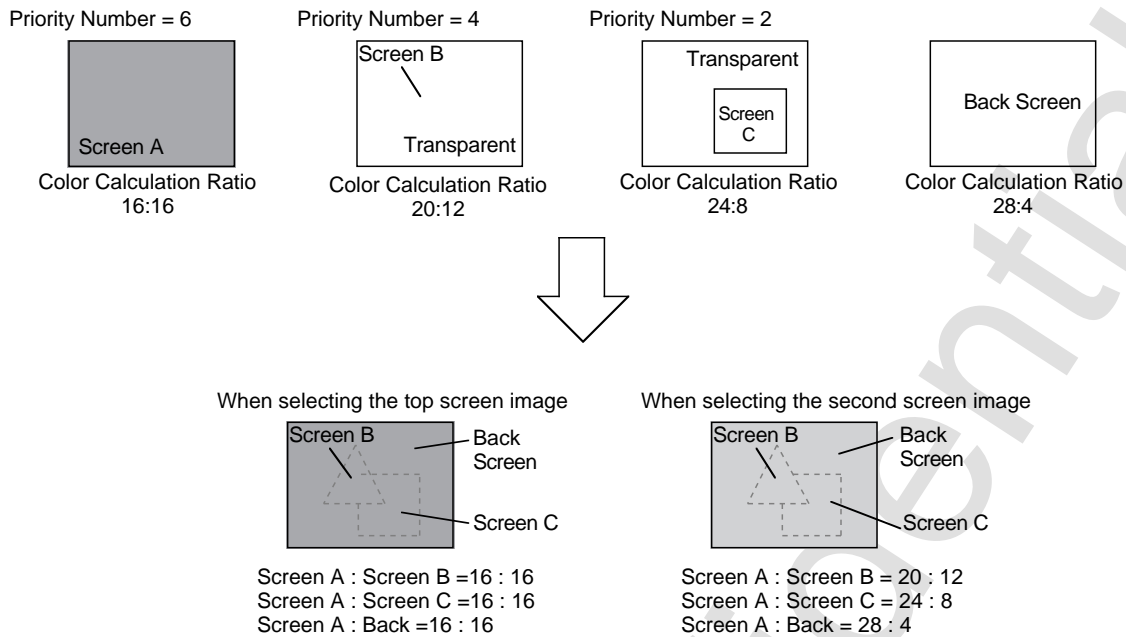 Priority Number = 6
Priority Number = 4
Priority Number = 2
Screen A
Screen B
Transparent
Transparent
Screen
C
Back Screen
Color Calculation Ratio
16:16
Color Calculation Ratio
20:12
Color Calculation Ratio
24:8
Color Calculation Ratio
28:4
When selecting the top screen image
Screen B
Back
Screen
Screen C
Screen A : Screen B =16 : 16
Screen A : Screen C =16 : 16
Screen A : Back =16 : 16
When selecting the second screen image
Screen B
Back
Screen
Screen C
Screen A : Screen B = 20 : 12
Screen A : Screen C = 24 : 8
Screen A : Back = 28 : 4